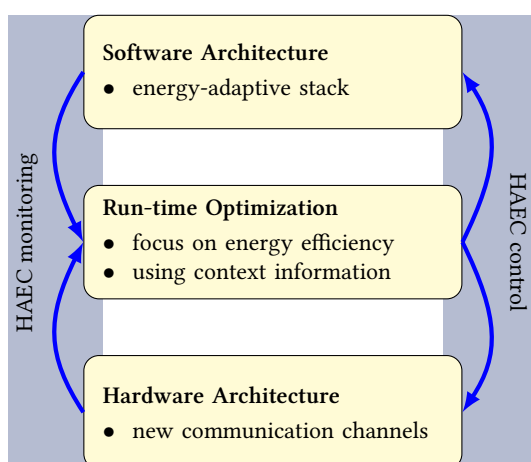 Software Architecture
● energy-adaptive stack
HAEC monitoring
Run-time Optimization
● focus on energy efficiency
● using context information
HAEC control
Hardware Architecture
● new communication channels